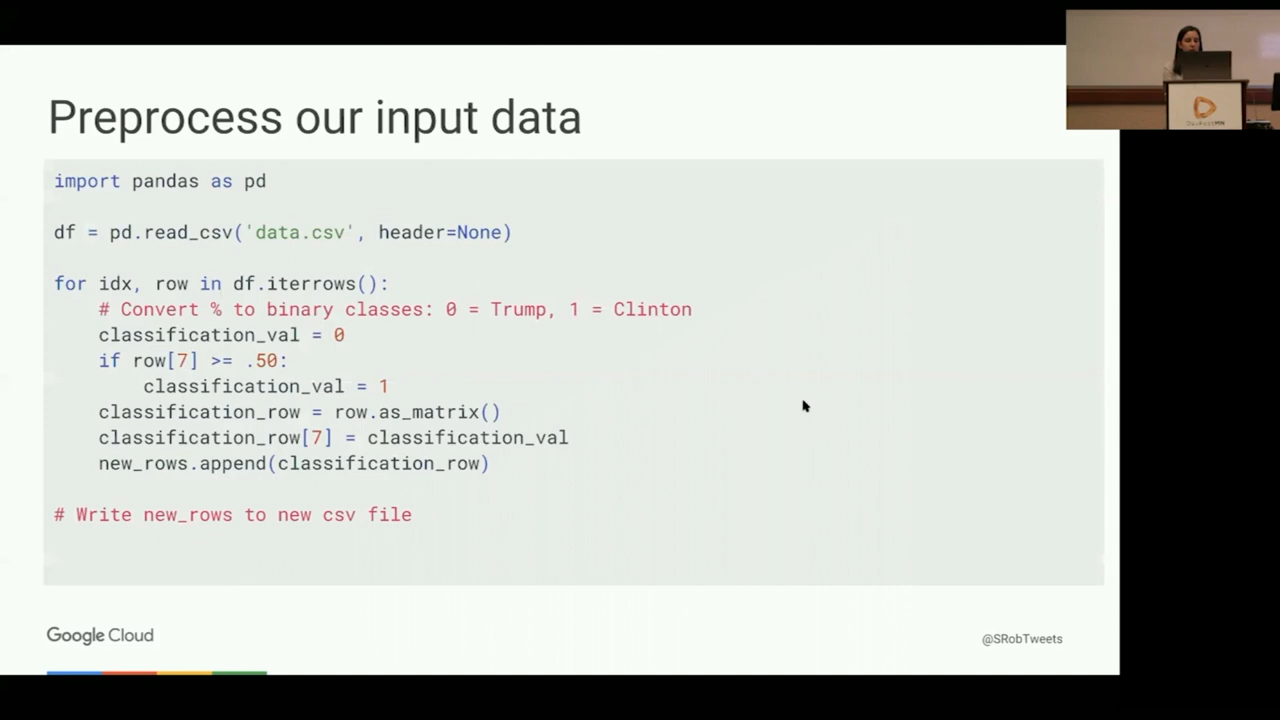 Preprocess our input data
import pandas as pd
df = pd.read_csv('data.csv', header=None)
for idx, row in df.iterrows():
# Convert % to binary classes: 0 = Trump, 1 = Clinton
classification_val = 0
if row[7] >= .50:
classification_val = 1
classification_row = row.as_matrix()
classification_row[7] = classification_val
new_rows.append(classification_row)
# Write new_rows to new csv file
Google Cloud
@SRobTweets